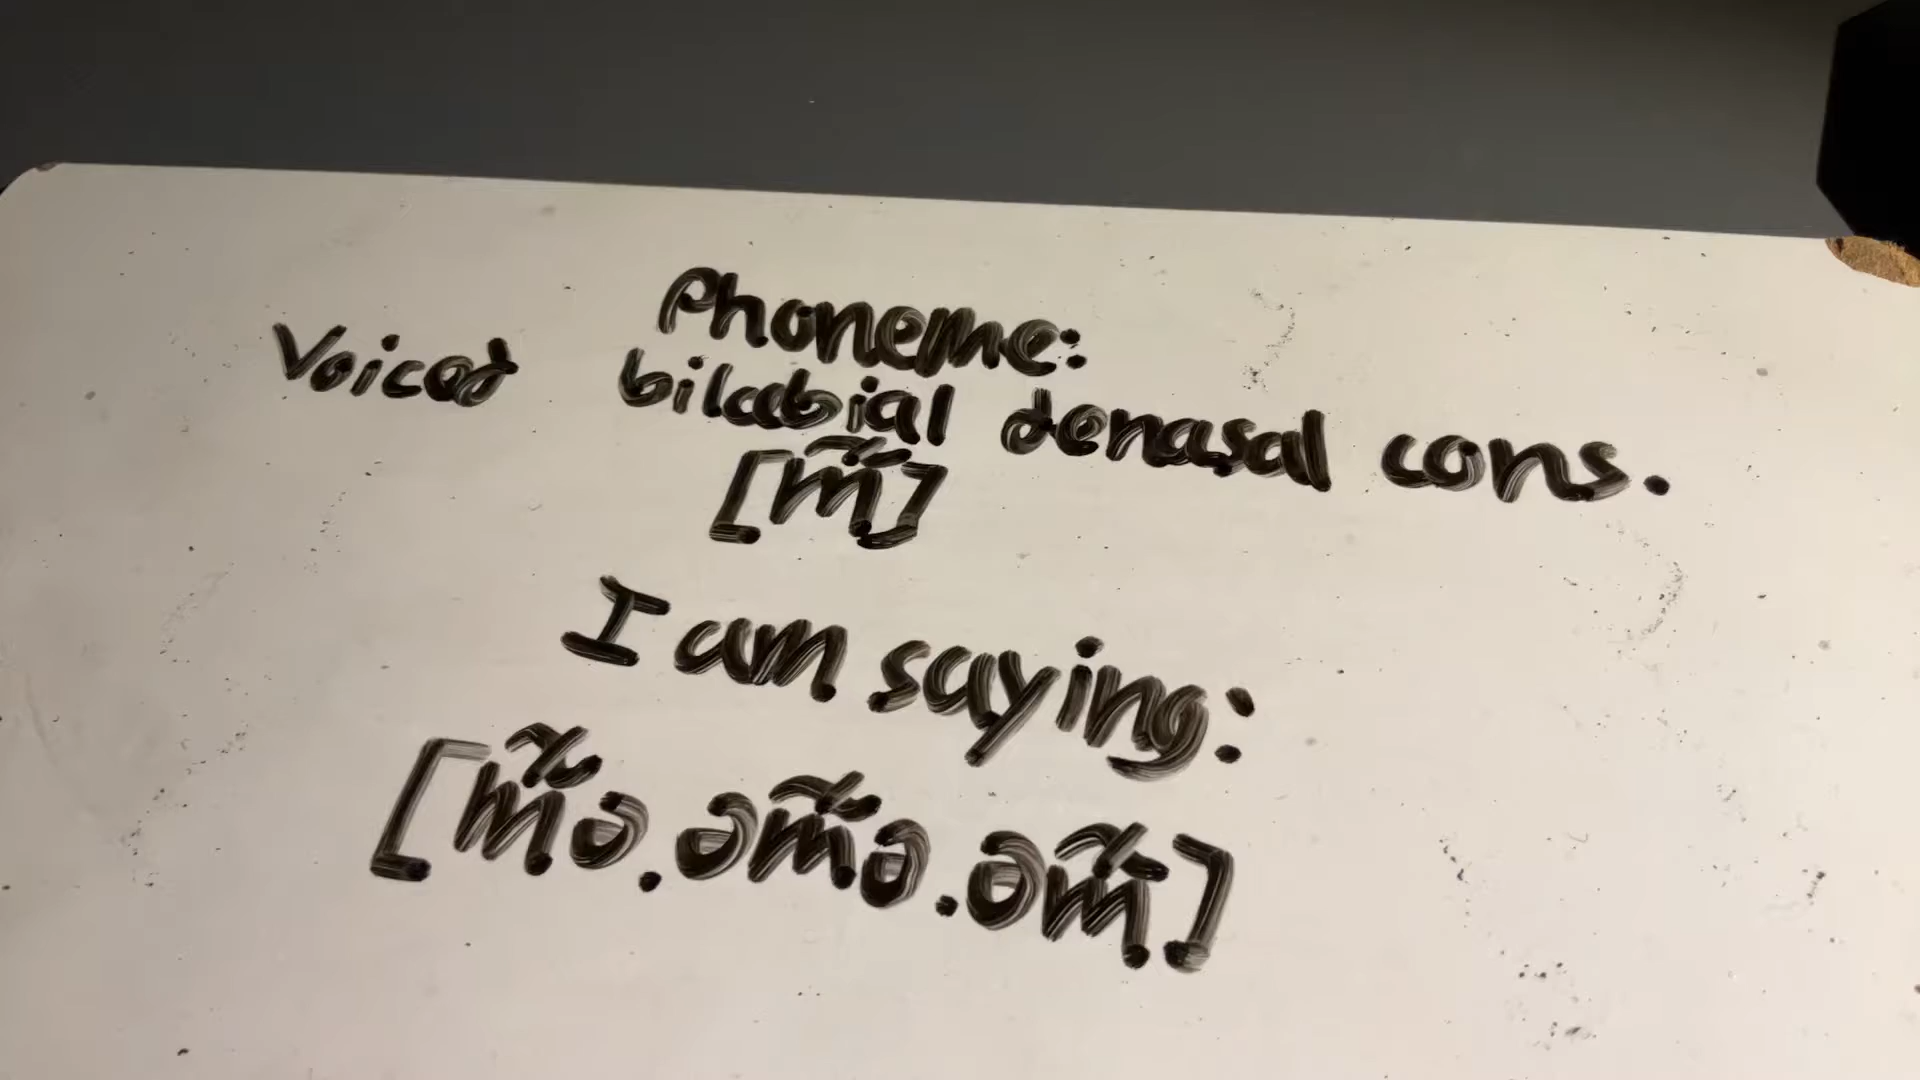 Phoneme:
Voiced bilabial denasal cons.
[m͊]
I am saying:
[m͊ə.əm͊ə.əm͊]